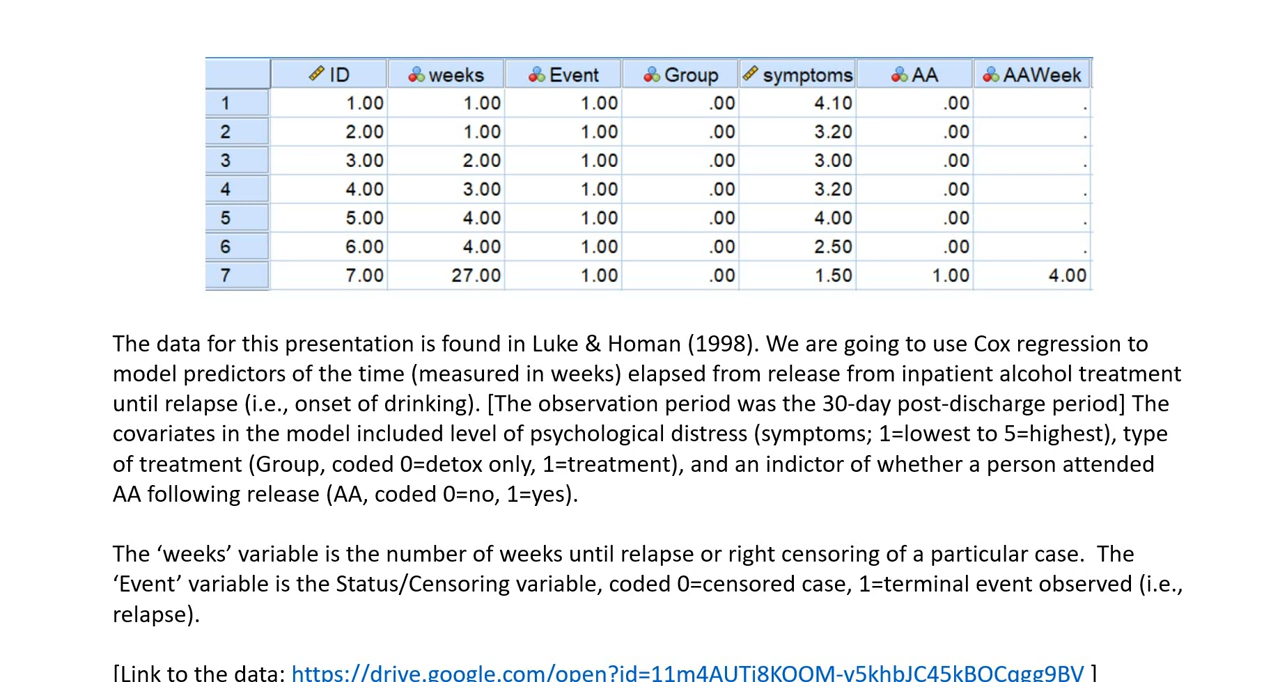 ID weeks Event Group symptoms AA AAWeek
1 1.00 1.00 1.00 .00 4.10 .00 .
2 2.00 1.00 1.00 .00 3.20 .00 .
3 3.00 2.00 1.00 .00 3.00 .00 .
4 4.00 3.00 1.00 .00 3.20 .00 .
5 5.00 4.00 1.00 .00 4.00 .00 .
6 6.00 4.00 1.00 .00 2.50 .00 .
7 7.00 27.00 1.00 .00 1.50 1.00 4.00
The data for this presentation is found in Luke & Homan (1998). We are going to use Cox regression to
model predictors of the time (measured in weeks) elapsed from release from inpatient alcohol treatment
until relapse (i.e., onset of drinking). [The observation period was the 30-day post-discharge period] The
covariates in the model included level of psychological distress (symptoms; 1=lowest to 5=highest), type
of treatment (Group, coded 0=detox only, 1=treatment), and an indictor of whether a person attended
AA following release (AA, coded 0=no, 1=yes).
The ‘weeks’ variable is the number of weeks until relapse or right censoring of a particular case.  The
‘Event’ variable is the Status/Censoring variable, coded 0=censored case, 1=terminal event observed (i.e.,
relapse).
[Link to the data: